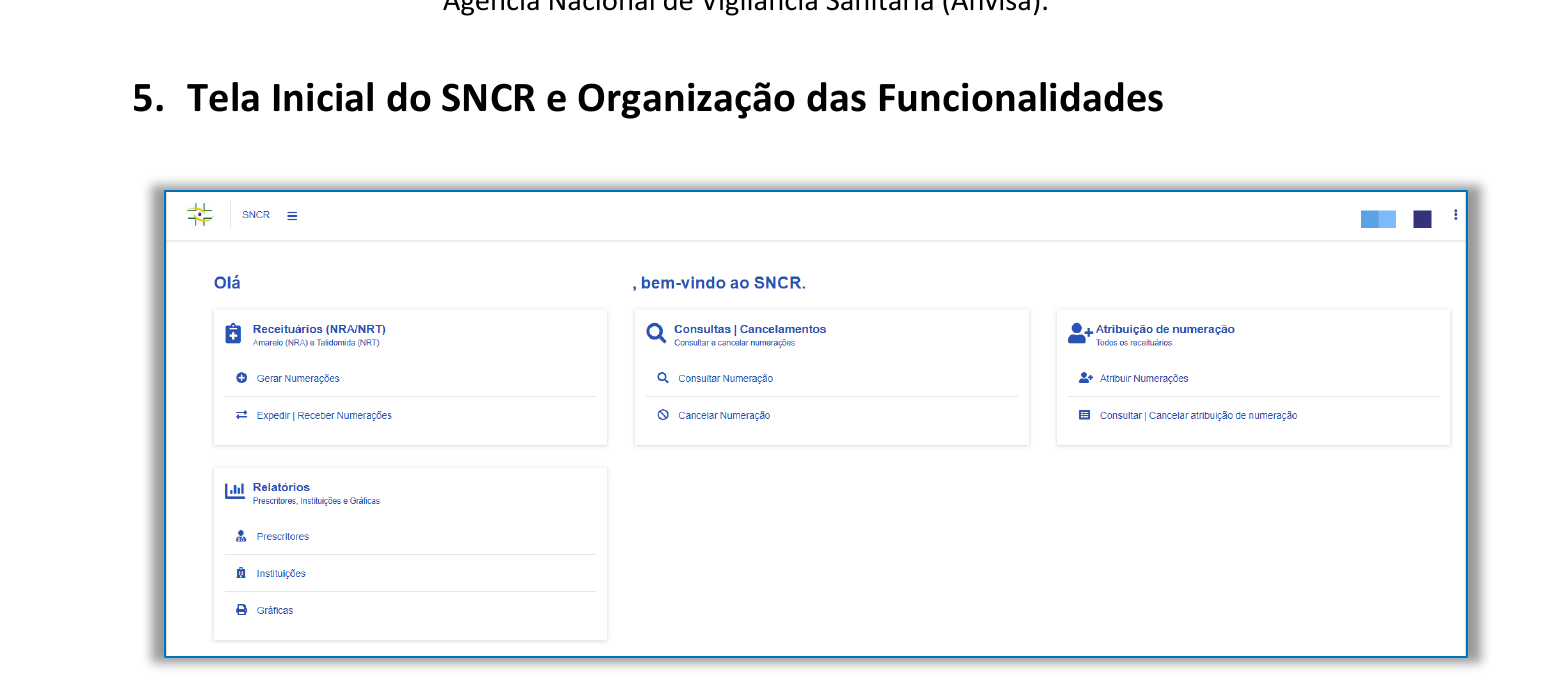 Agência Nacional de Vigilância Sanitária (Anvisa).
5. Tela Inicial do SNCR e Organização das Funcionalidades
SNCR
Olá , bem-vindo ao SNCR.
Receituários (NRA/NRT)
Amarelo (NRA) e Talidomida (NRT)
Gerar Numerações
Expedir | Receber Numerações
Consultas | Cancelamentos
Consultar e cancelar numerações
Consultar Numeração
Cancelar Numeração
Atribuição de numeração
Todos os receituários
Atribuir Numerações
Consultar | Cancelar atribuição de numeração
Relatórios
Prescritores, Instituições e Gráficas
Prescritores
Instituições
Gráficas